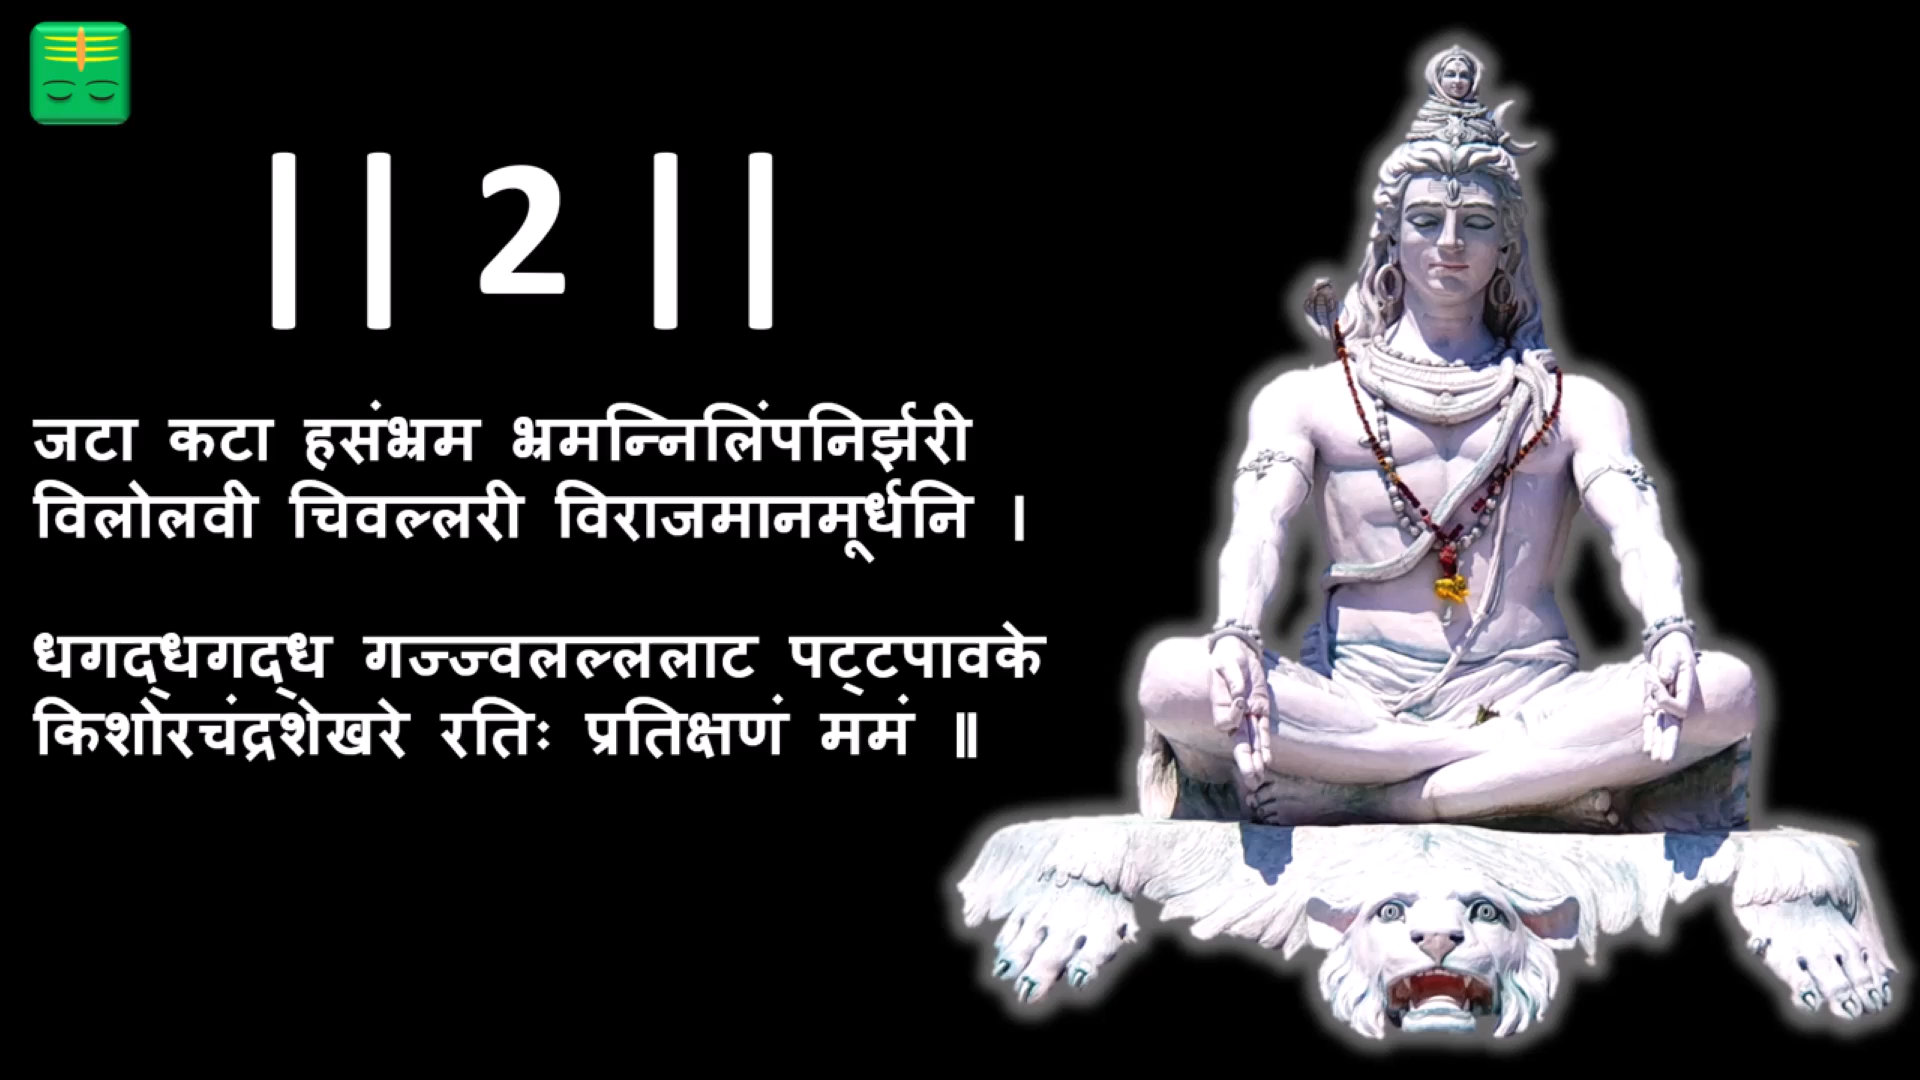 || 2 ||
जटा कटा हसंभ्रम भ्रमन्निलिंपनिर्झरी
विलोलवी चिवल्लरी विराजमानमूर्धनि ।
धगद्धगद्ध गज्ज्वलल्ललाट पट्टपावके
किशोरचंद्रशेखरे रतिः प्रतिक्षणं ममं ॥